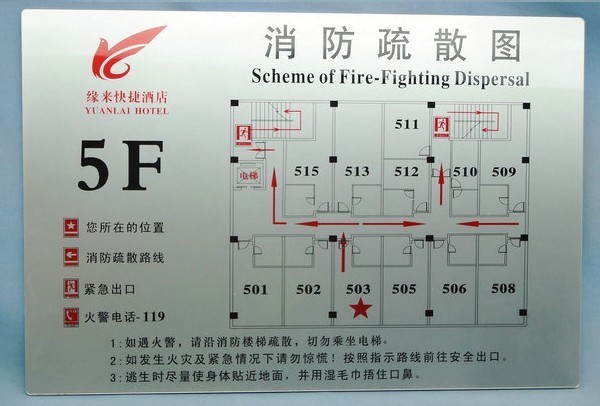 消防疏散图
Scheme of Fire-Fighting Dispersal
缘来快捷酒店
YUANLAI HOTEL
5F
511
515
513
512
510
509
电梯
您所在的位置
消防疏散路线
紧急出口
火警电话-119
501
502
503
505
506
508
1:如遇火警,请沿消防楼梯疏散,切勿乘坐电梯。
2:如发生火灾及紧急情况下请勿惊慌!按照指示路线前往安全出口。
3:逃生时尽量使身体贴近地面,并用湿毛巾捂住口鼻。